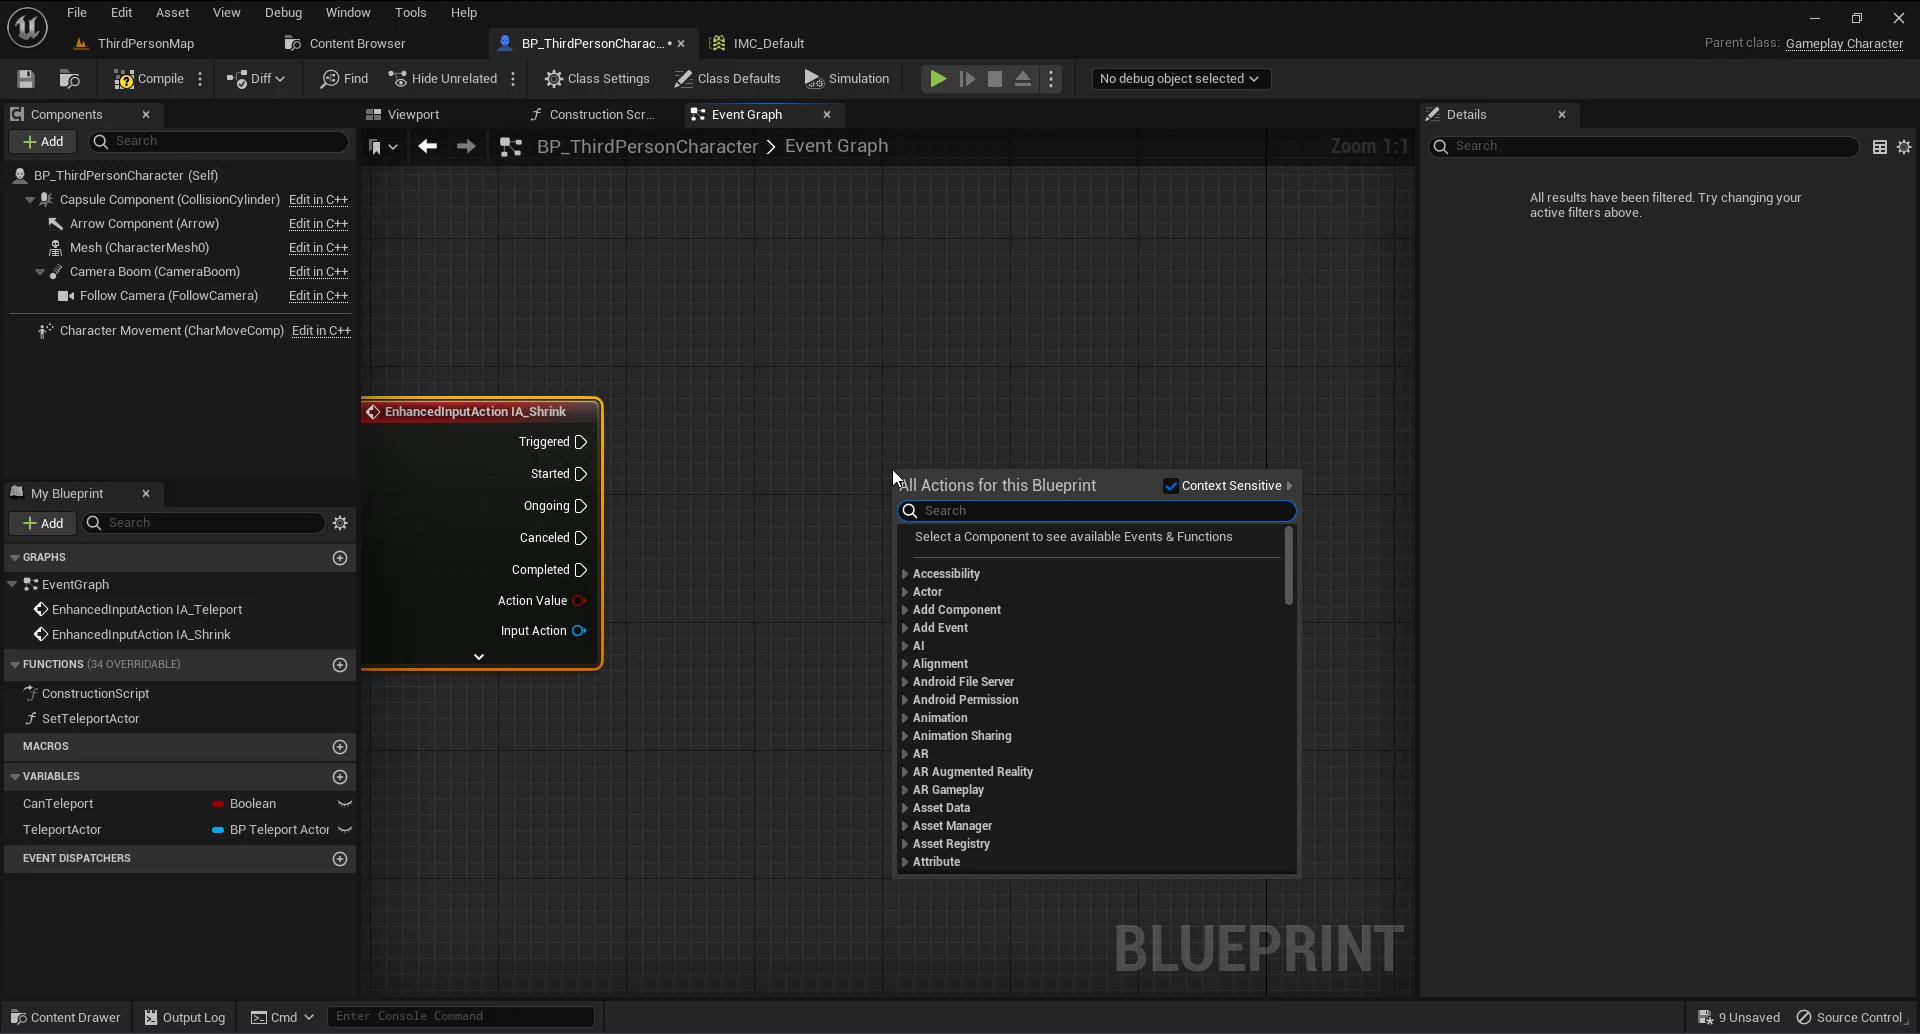 File Edit Asset View Debug Window Tools Help
ThirdPersonMap Content Browser BP_ThirdPersonCharac... • IMC_Default
Parent class: Gameplay Character
Compile Diff Find Hide Unrelated Class Settings Class Defaults Simulation No debug object selected
Components Viewport Construction Scr... Event Graph Details
Add Search
BP_ThirdPersonCharacter > Event Graph Zoom 1:1
Search
BP_ThirdPersonCharacter (Self)
Capsule Component (CollisionCylinder) Edit in C++
Arrow Component (Arrow) Edit in C++
Mesh (CharacterMesh0) Edit in C++
Camera Boom (CameraBoom) Edit in C++
Follow Camera (FollowCamera) Edit in C++
Character Movement (CharMoveComp) Edit in C++
All results have been filtered. Try changing your
active filters above.
EnhancedInputAction IA_Shrink
Triggered
Started
Ongoing
Canceled
Completed
Action Value
Input Action
All Actions for this Blueprint Context Sensitive
Search
Select a Component to see available Events & Functions
Accessibility
Actor
Add Component
Add Event
AI
Alignment
Android File Server
Android Permission
Animation
Animation Sharing
AR
AR Augmented Reality
AR Gameplay
Asset Data
Asset Manager
Asset Registry
Attribute
My Blueprint
Add Search
GRAPHS
EventGraph
EnhancedInputAction IA_Teleport
EnhancedInputAction IA_Shrink
FUNCTIONS (34 OVERRIDABLE)
ConstructionScript
SetTeleportActor
MACROS
VARIABLES
CanTeleport Boolean
TeleportActor BP Teleport Actor
EVENT DISPATCHERS
BLUEPRINT
Content Drawer Output Log Cmd Enter Console Command 9 Unsaved Source Control